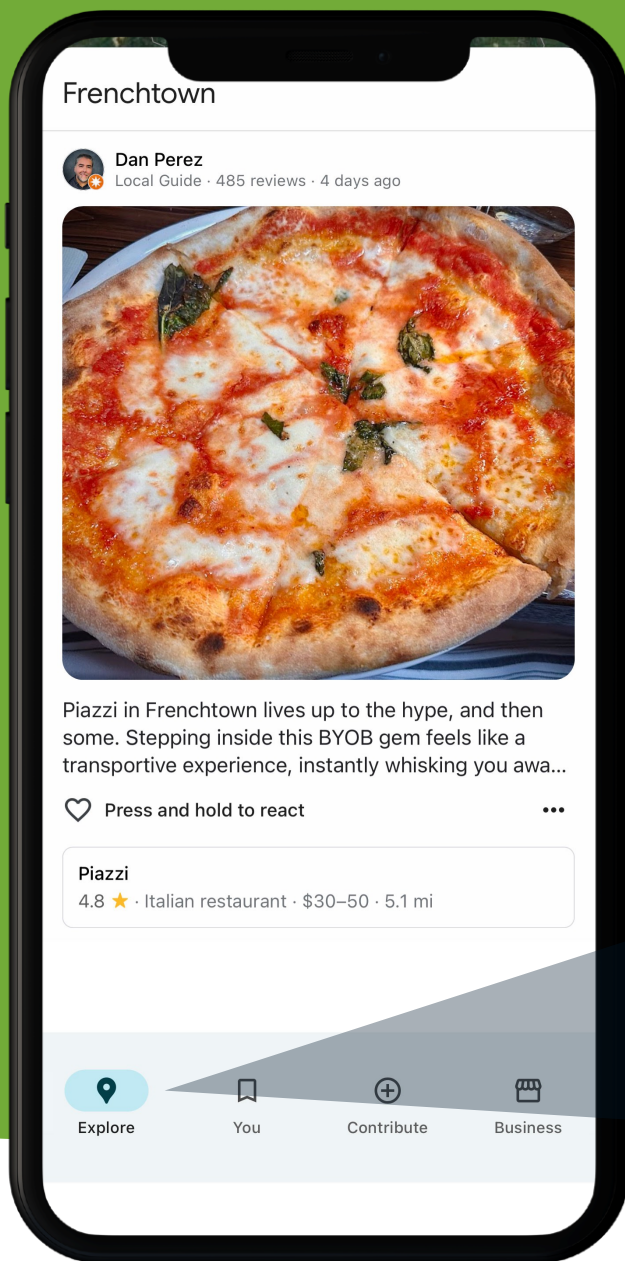 Frenchtown
Dan Perez
Local Guide · 485 reviews · 4 days ago
Piazzi in Frenchtown lives up to the hype, and then
some. Stepping inside this BYOB gem feels like a
transportive experience, instantly whisking you awa...
Press and hold to react
Piazzi
4.8 ★ · Italian restaurant · $30–50 · 5.1 mi
Explore You Contribute Business